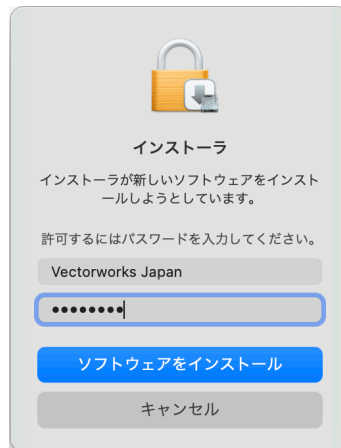 インストーラ
インストーラが新しいソフトウェアをインスト
ールしようとしています。
許可するにはパスワードを入力してください。
Vectorworks Japan
••••••••
ソフトウェアをインストール
キャンセル